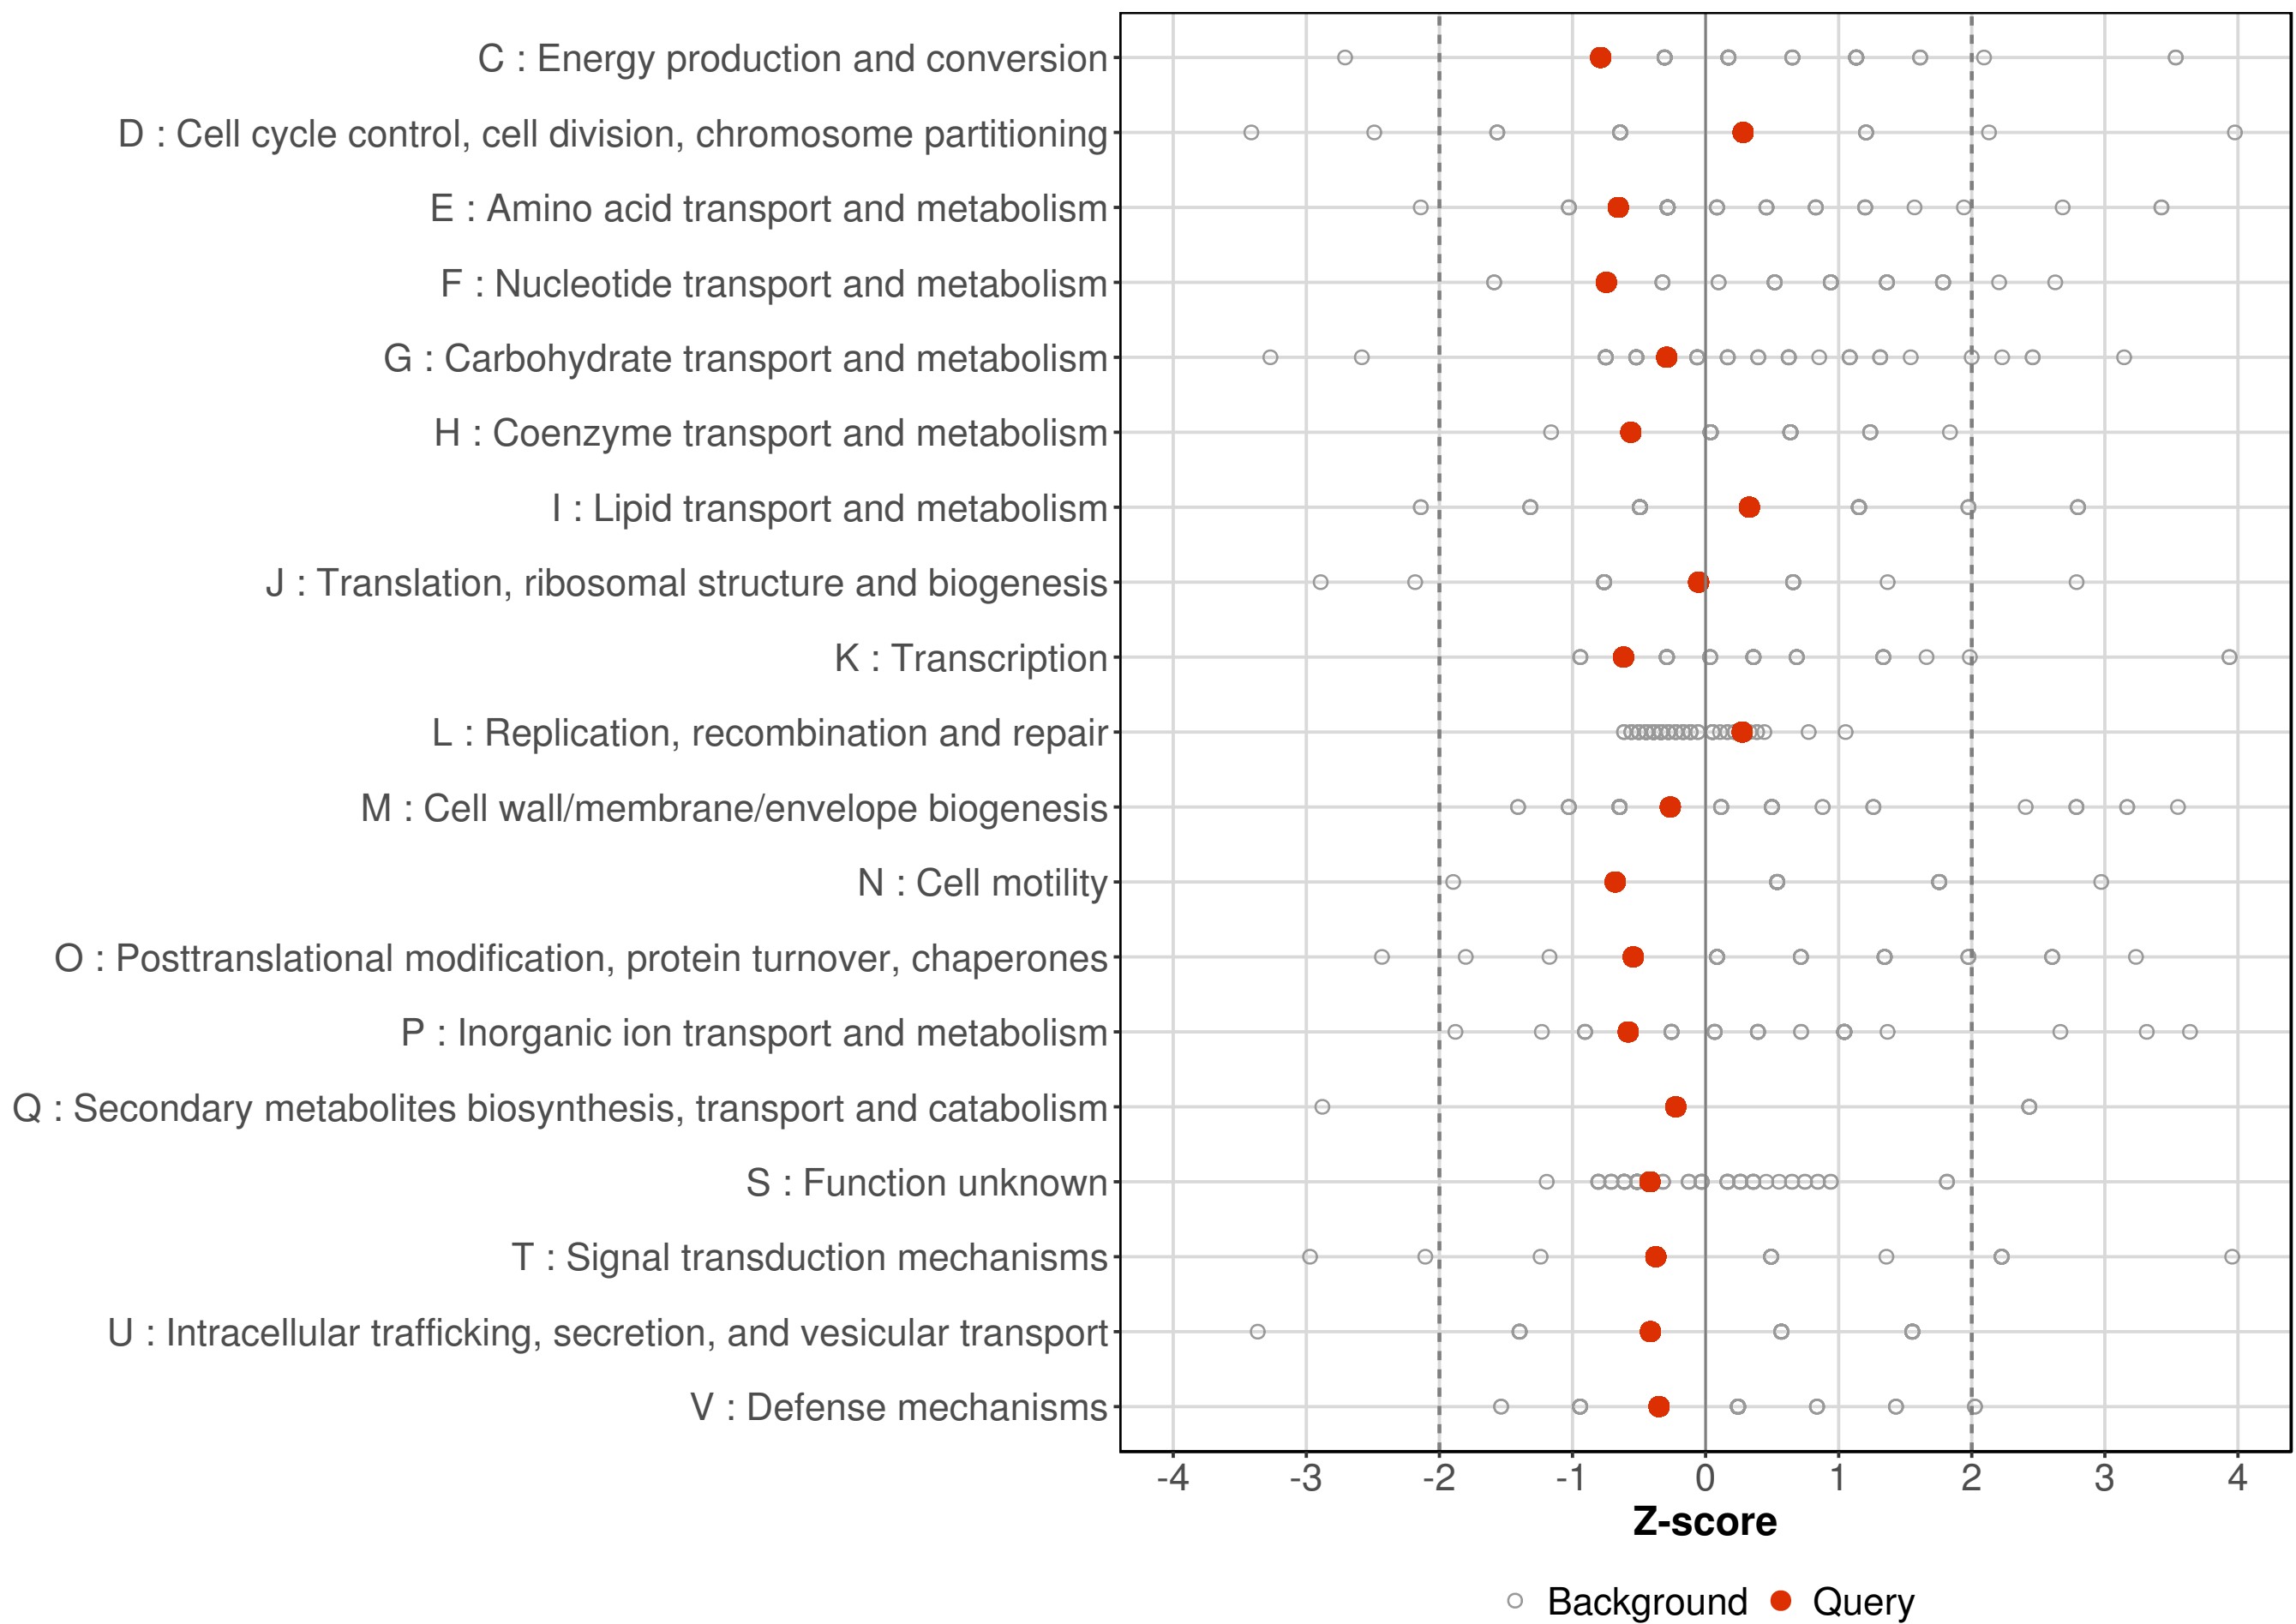 C : Energy production and conversion
D : Cell cycle control, cell division, chromosome partitioning
E : Amino acid transport and metabolism
F : Nucleotide transport and metabolism
G : Carbohydrate transport and metabolism
H : Coenzyme transport and metabolism
I : Lipid transport and metabolism
J : Translation, ribosomal structure and biogenesis
K : Transcription
L : Replication, recombination and repair
M : Cell wall/membrane/envelope biogenesis
N : Cell motility
O : Posttranslational modification, protein turnover, chaperones
P : Inorganic ion transport and metabolism
Q : Secondary metabolites biosynthesis, transport and catabolism
S : Function unknown
T : Signal transduction mechanisms
U : Intracellular trafficking, secretion, and vesicular transport
V : Defense mechanisms
-4 -3 -2 -1 0 1 2 3 4
Z-score
Background Query